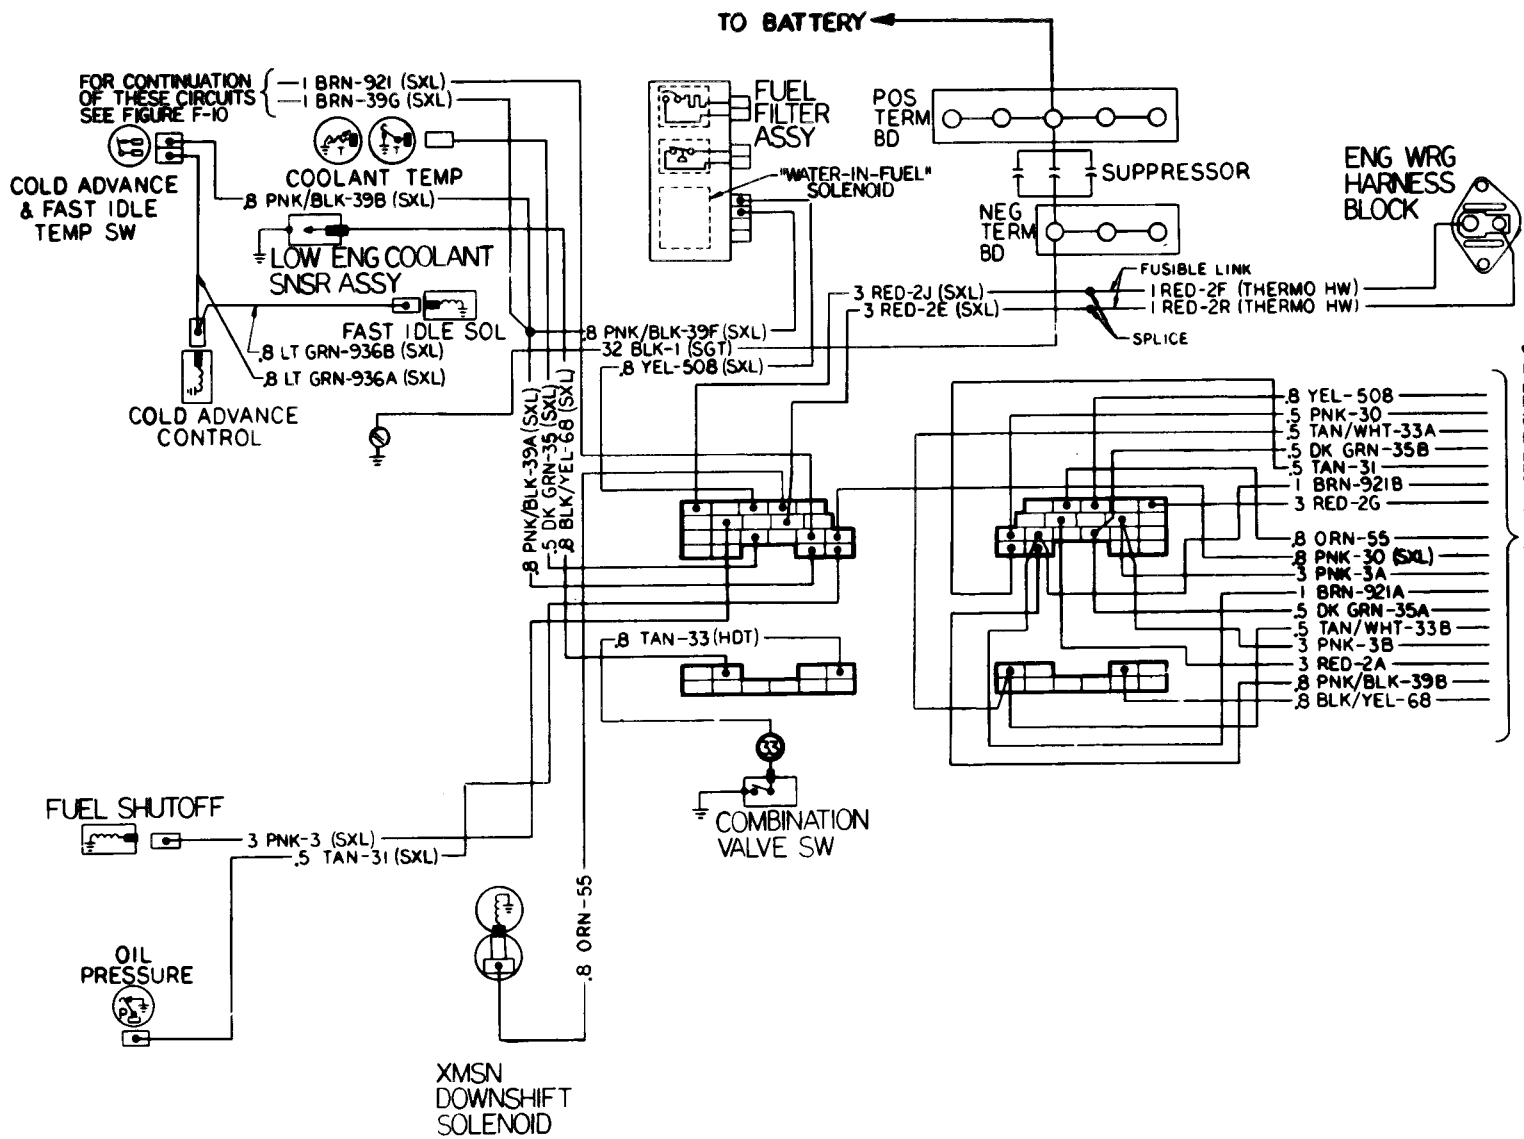 TO BATTERY
FOR CONTINUATION
OF THESE CIRCUITS
SEE FIGURE F-10
1 BRN-921 (SXL)
1 BRN-39G (SXL)
COLD ADVANCE
& FAST IDLE
TEMP SW
COOLANT TEMP
.8 PNK/BLK-39B (SXL)
LOW ENG COOLANT
SNSR ASSY
FAST IDLE SOL
.8 LT GRN-936B (SXL)
.8 LT GRN-936A (SXL)
COLD ADVANCE
CONTROL
FUEL
FILTER
ASSY
"WATER-IN-FUEL"
SOLENOID
POS
TERM
BD
SUPPRESSOR
NEG
TERM
BD
ENG WRG
HARNESS
BLOCK
FUSIBLE LINK
3 RED-2J (SXL)
1 RED-2F (THERMO HW)
3 RED-2E (SXL)
1 RED-2R (THERMO HW)
SPLICE
.8 PNK/BLK-39F (SXL)
32 BLK-1 (SGT)
.8 YEL-508 (SXL)
.8 PNK/BLK-39A (SXL)
.5 DK GRN-35 (SXL)
.8 BLK/YEL-68 (SXL)
.8 YEL-508
.5 PNK-30
.5 TAN/WHT-33A
.5 DK GRN-35B
.5 TAN-31
1 BRN-921B
3 RED-2G
.8 ORN-55
.8 PNK-30 (SXL)
3 PNK-3A
1 BRN-921A
.5 DK GRN-35A
.5 TAN/WHT-33B
3 PNK-3B
3 RED-2A
.8 PNK/BLK-39B
.8 BLK/YEL-68
.8 TAN-33 (HDT)
33
COMBINATION
VALVE SW
FUEL SHUTOFF
3 PNK-3 (SXL)
.5 TAN-31 (SXL)
.8 ORN-55
OIL
PRESSURE
P
T
T
XMSN
DOWNSHIFT
SOLENOID